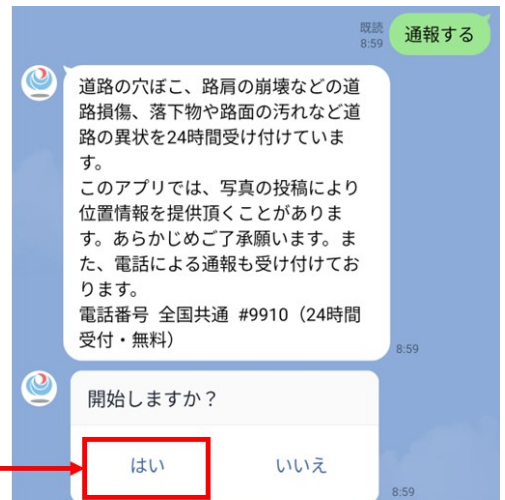 既読
8:59
通報する
道路の穴ぼこ、路肩の崩壊などの道
路損傷、落下物や路面の汚れなど道
路の異状を24時間受け付けていま
す。
このアプリでは、写真の投稿により
位置情報を提供頂くことがありま
す。あらかじめご了承願います。ま
た、電話による通報も受け付けてお
ります。
電話番号 全国共通 #9910（24時間
受付・無料）
8:59
開始しますか？
はい
いいえ
8:59